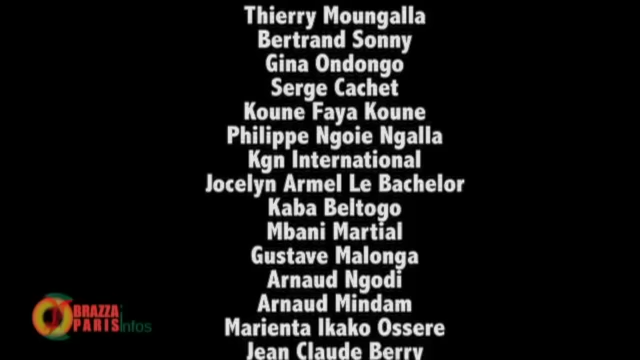 Thierry Moungalla
Bertrand Sonny
Gina Ondongo
Serge Cachet
Koune Faya Koune
Philippe Ngoie Ngalla
Kgn International
Jocelyn Armel Le Bachelor
Kaba Beltogo
Mbani Martial
Gustave Malonga
Arnaud Ngodi
Arnaud Mindam
Marienta Ikako Ossere
Jean Claude Berry
BRAZZA
PARIS infos